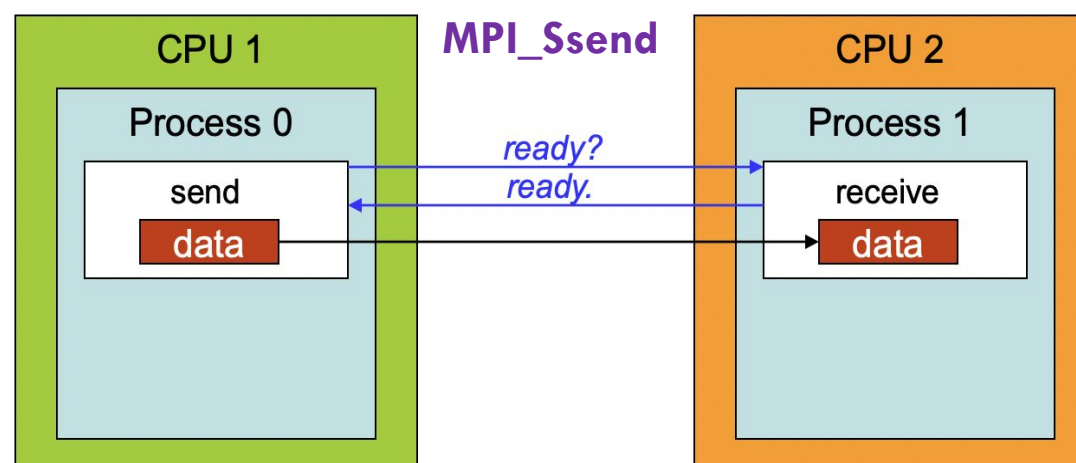 MPI_Ssend
CPU 1
CPU 2
Process 0
Process 1
ready?
ready.
send
receive
data
data